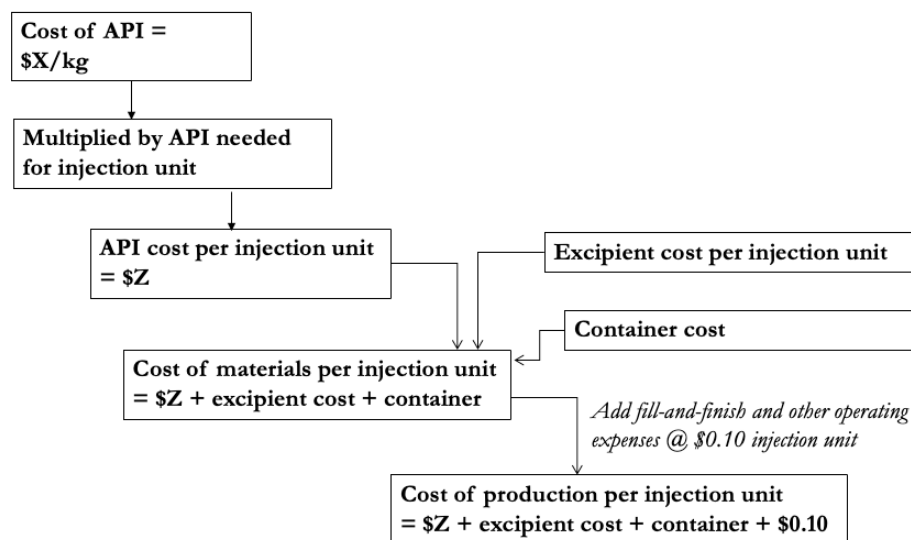 Cost of API =
$X/kg
Multiplied by API needed
for injection unit
API cost per injection unit
= $Z
Excipient cost per injection unit
Container cost
Cost of materials per injection unit
= $Z + excipient cost + container
Add fill-and-finish and other operating
expenses @ $0.10 injection unit
Cost of production per injection unit
= $Z + excipient cost + container + $0.10